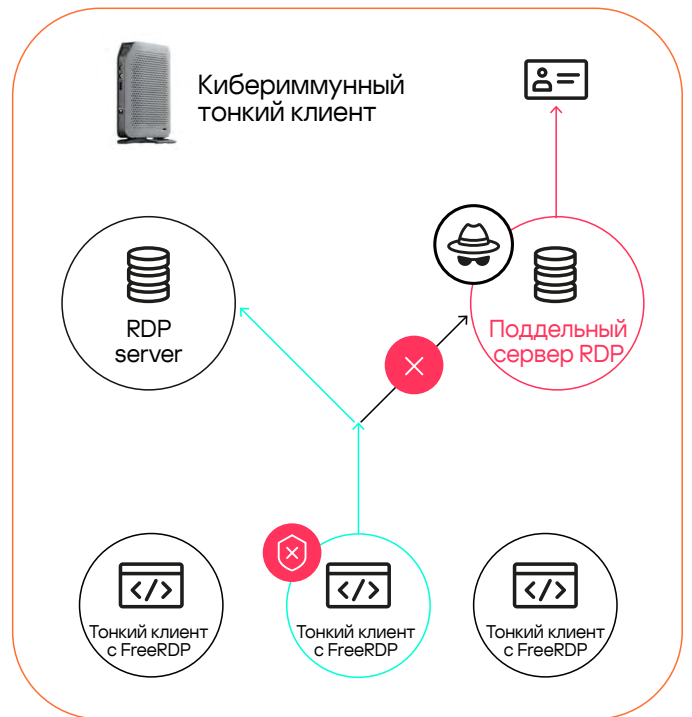 Кибериммунный
тонкий клиент
RDP
server
Поддельный
сервер RDP
Тонкий клиент
с FreeRDP
Тонкий клиент
с FreeRDP
Тонкий клиент
с FreeRDP